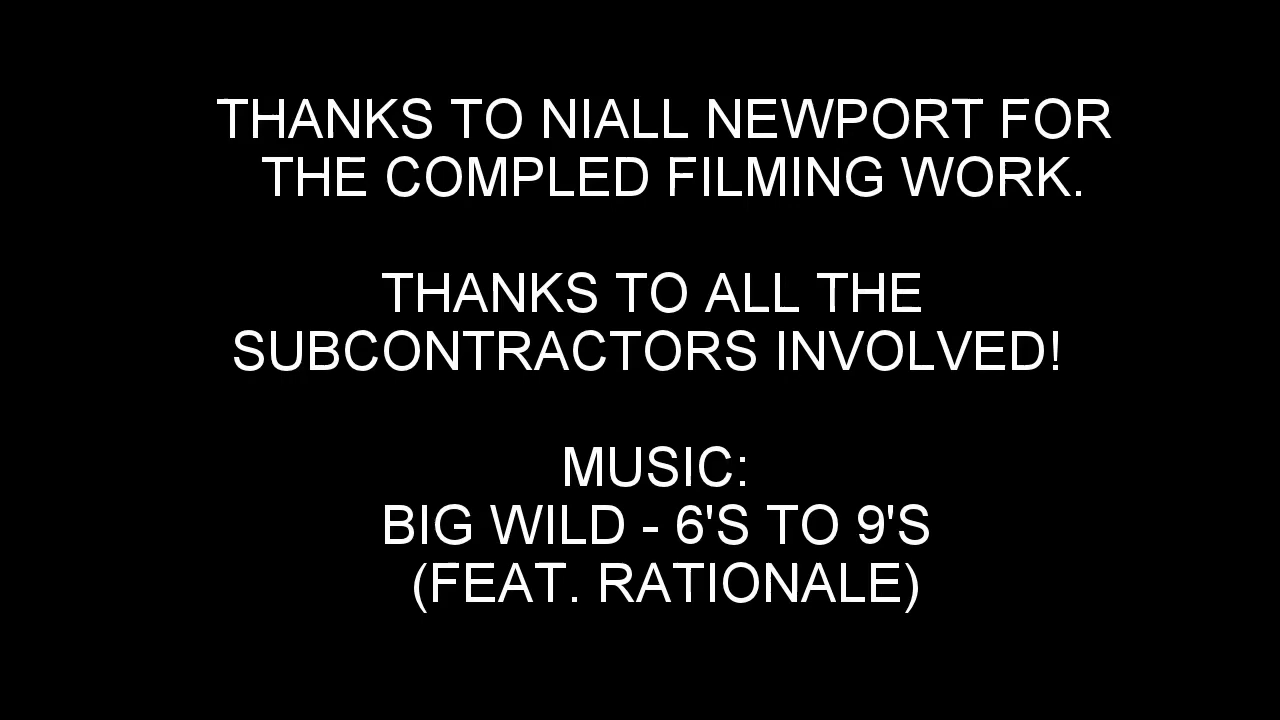 THANKS TO NIALL NEWPORT FOR
THE COMPLED FILMING WORK.
THANKS TO ALL THE
SUBCONTRACTORS INVOLVED!
MUSIC:
BIG WILD - 6'S TO 9'S
(FEAT. RATIONALE)